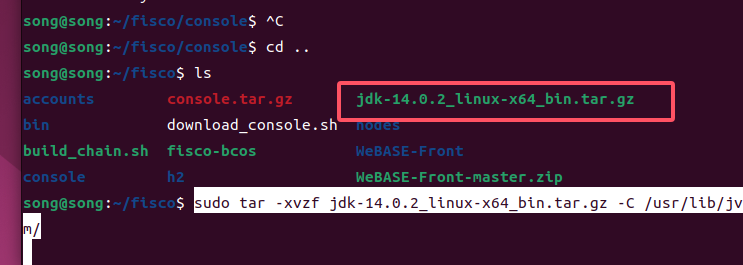 song@song:~/fisco/console$ ^C
song@song:~/fisco/console$ cd ..
song@song:~/fisco$ ls
accounts console.tar.gz jdk-14.0.2_linux-x64_bin.tar.gz
bin download_console.sh nodes
build_chain.sh fisco-bcos WeBASE-Front
console h2 WeBASE-Front-master.zip
song@song:~/fisco$ sudo tar -xvzf jdk-14.0.2_linux-x64_bin.tar.gz -C /usr/lib/jv
m/